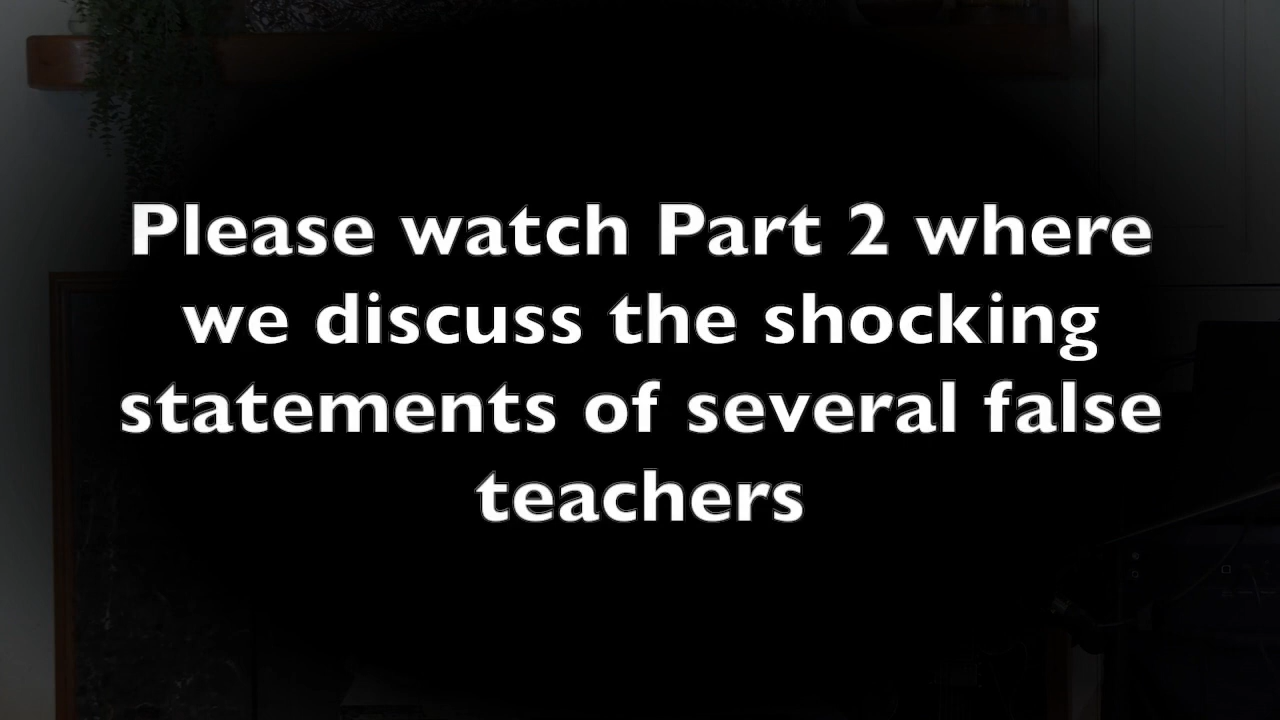 Please watch Part 2 where
we discuss the shocking
statements of several false
teachers